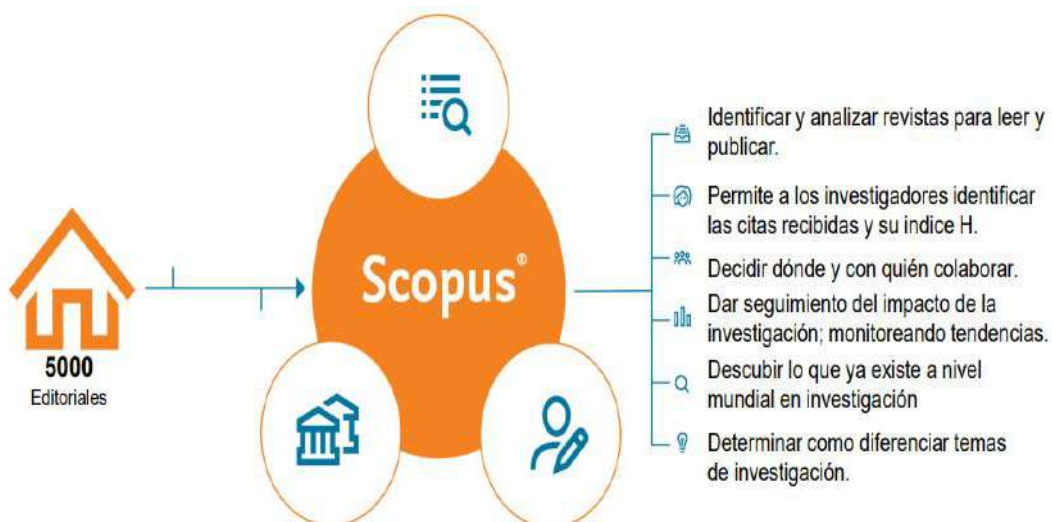 5000
Editoriales
Scopus®
Identificar y analizar revistas para leer y
publicar.
Permite a los investigadores identificar
las citas recibidas y su indice H.
Decidir dónde y con quién colaborar.
Dar seguimiento del impacto de la
investigación; monitoreando tendencias.
Descubrir lo que ya existe a nivel
mundial en investigación
Determinar como diferenciar temas
de investigación.